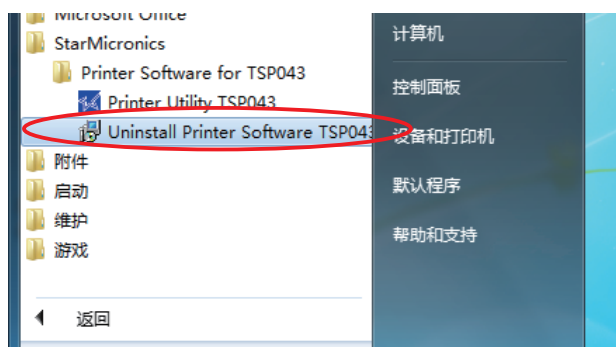 Microsoft Office
StarMicronics
Printer Software for TSP043
Printer Utility TSP043
Uninstall Printer Software TSP043
附件
启动
维护
游戏
返回
计算机
控制面板
设备和打印机
默认程序
帮助和支持